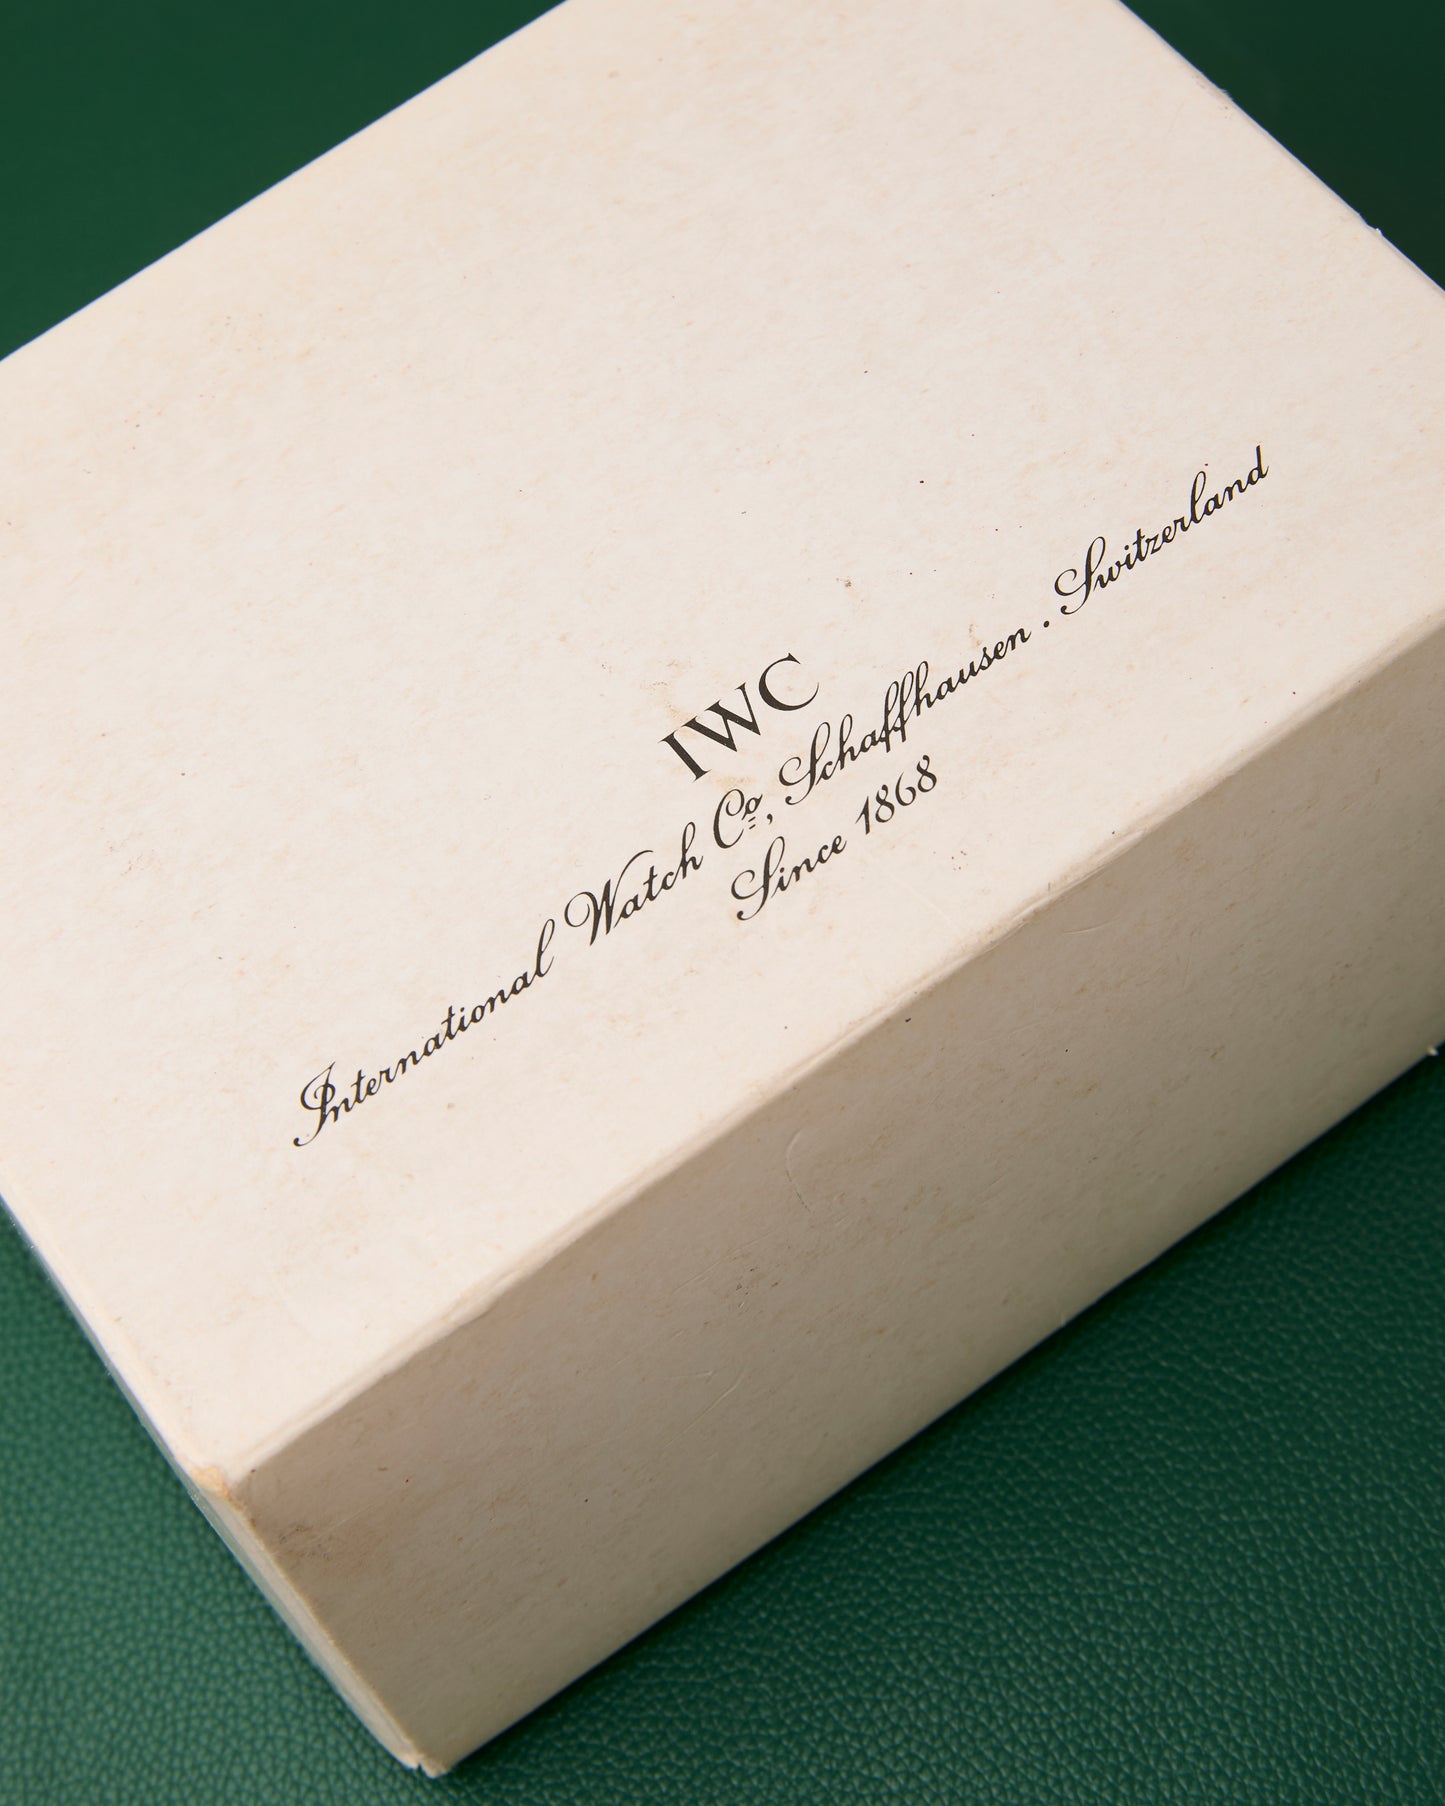 IWC
International Watch Cº, Schaffhausen . Switzerland
Since 1868